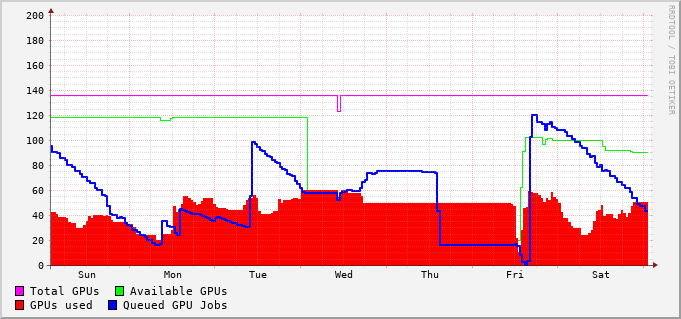 200
180
160
140
120
100
80
60
40
20
0
Sun Mon Tue Wed Thu Fri Sat
Total GPUs Available GPUs
GPUs used Queued GPU Jobs
RRDTOOL / TOBI OETIKER